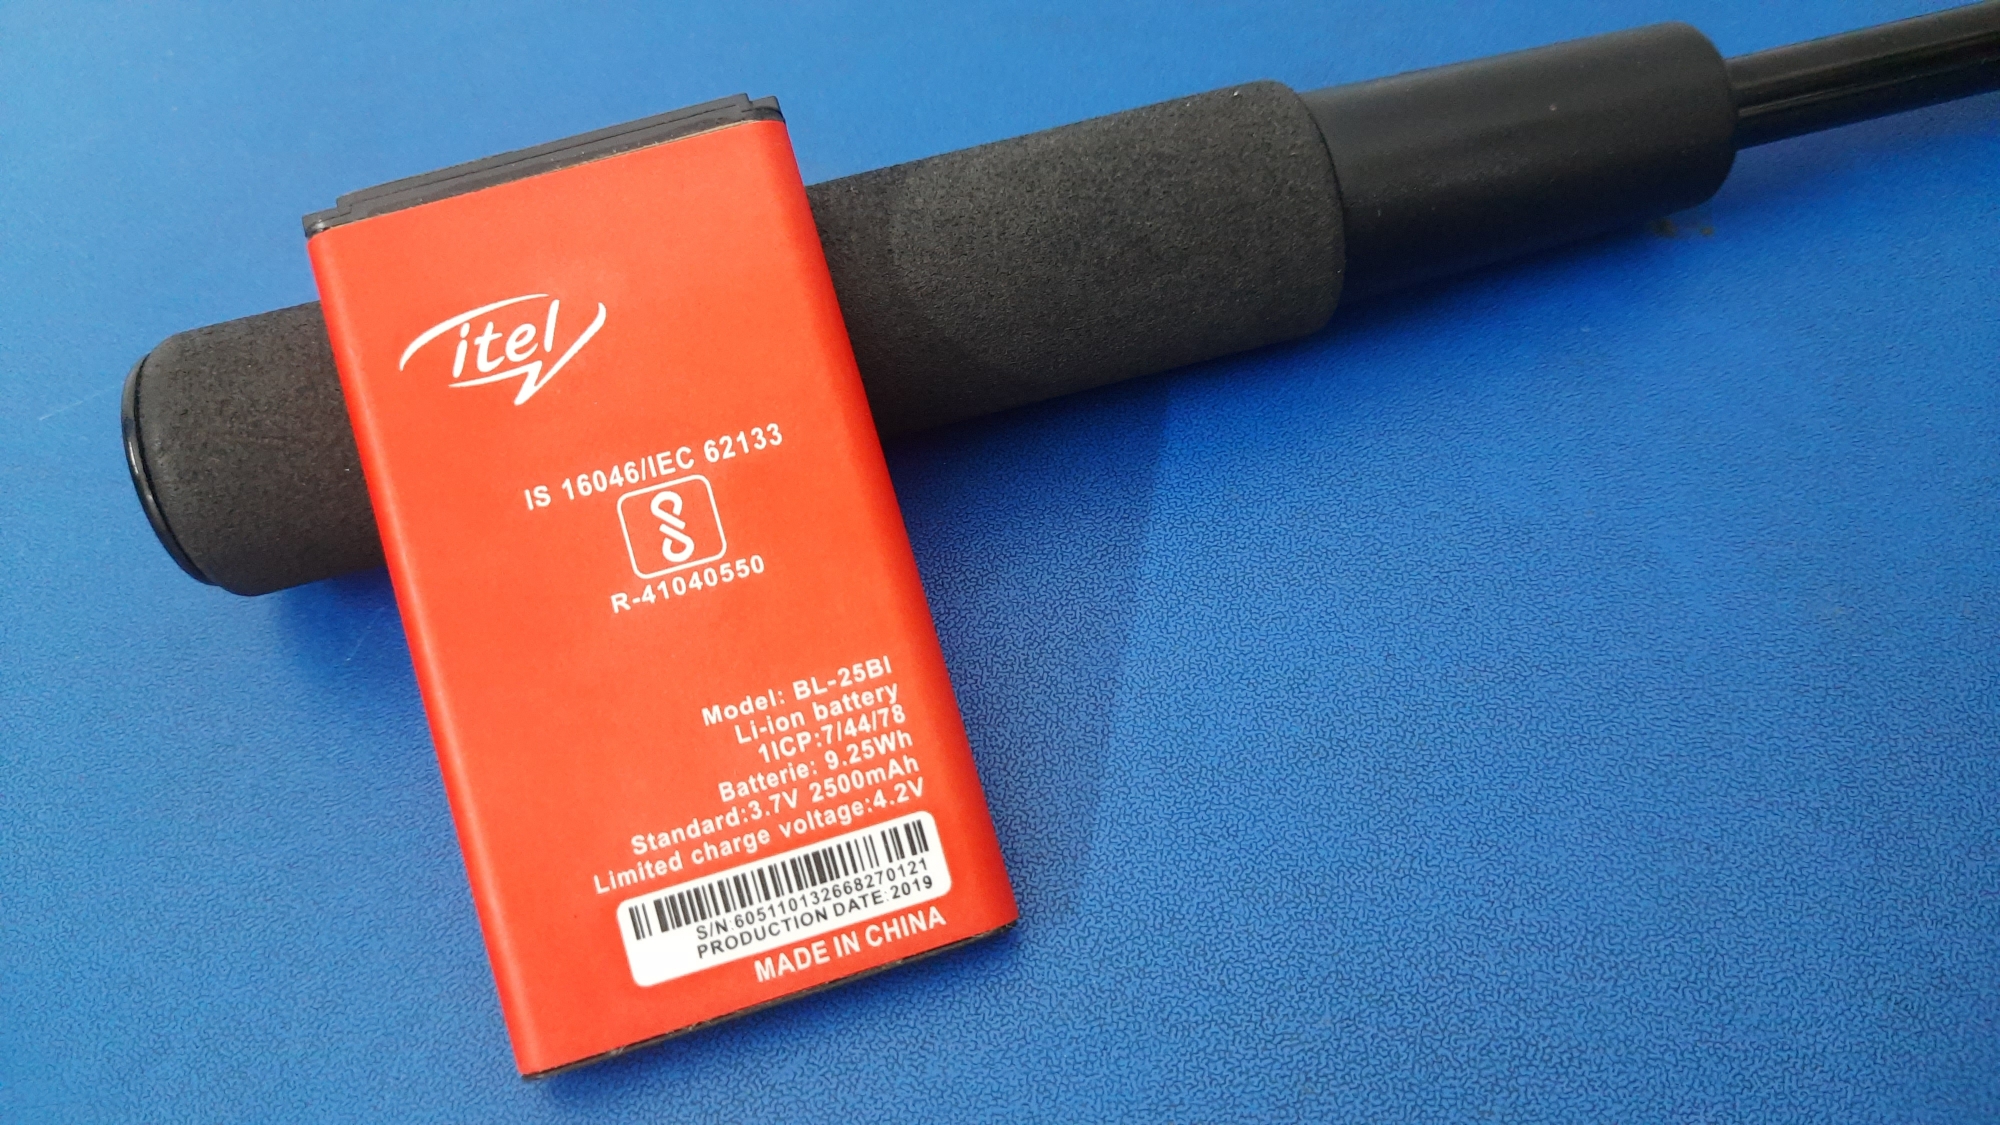 itel
IS 16046/IEC 62133
R-41040550
Model: BL-25BI
Li-ion battery
1ICP:7/44/78
Batterie: 9.25Wh
Standard:3.7V 2500mAh
Limited charge voltage:4.2V
S/N:605110132668270121
PRODUCTION DATE:2019
MADE IN CHINA